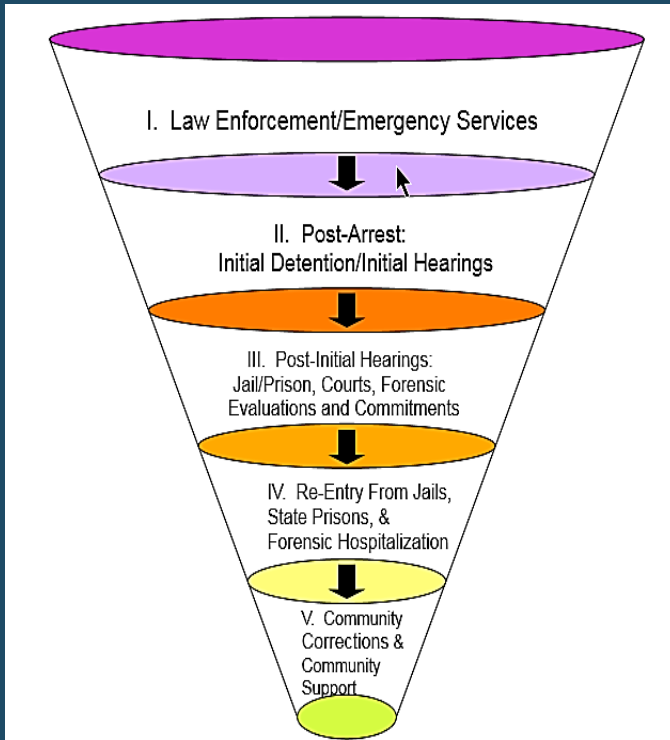 I. Law Enforcement/Emergency Services
II. Post-Arrest:
Initial Detention/Initial Hearings
III. Post-Initial Hearings:
Jail/Prison, Courts, Forensic
Evaluations and Commitments
IV. Re-Entry From Jails,
State Prisons, &
Forensic Hospitalization
V. Community
Corrections &
Community
Support